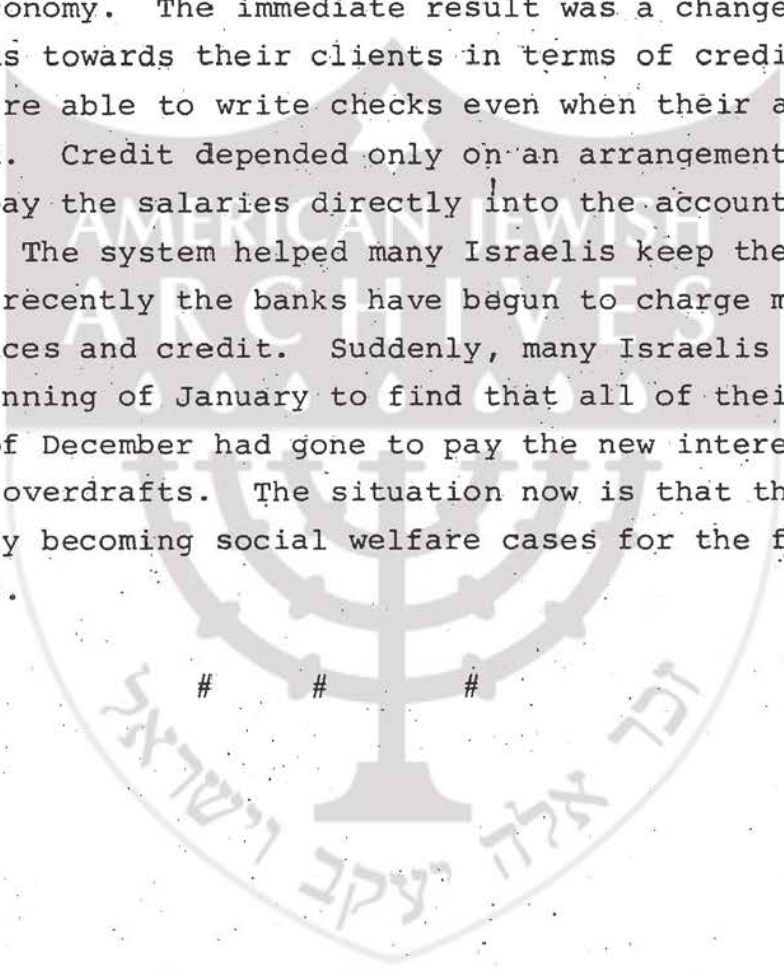 onomy. The immediate result was a change
s towards their clients in terms of credi
re able to write checks even when their a
. Credit depended only on an arrangement
ay the salaries directly into the account
AMERICAN JEWISH
The system helped many Israelis keep the
ARCHIVES
recently the banks have begun to charge m
ces and credit. Suddenly, many Israelis
nning of January to find that all of thei
f December had gone to pay the new intere
overdrafts. The situation now is that th
y becoming social welfare cases for the f
.
# # #
זכר אלה יעקב וישראל